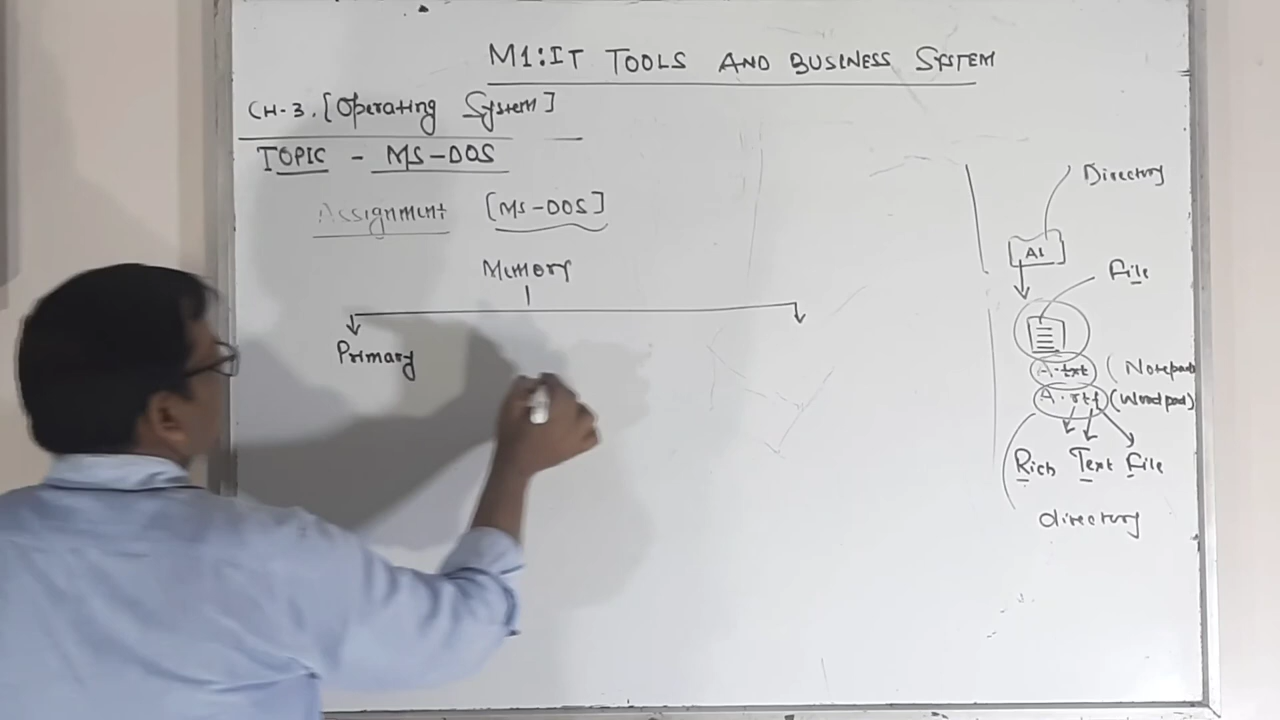 M1:IT TOOLS AND BUSINESS SYSTEM
CH-3. [Operating System]
TOPIC - MS-DOS
Assignment [MS-DOS]
Memory
Primary
Directory
A1
File
A.txt (Notepad
A.rtf (Wordpad)
Rich Text File
directory